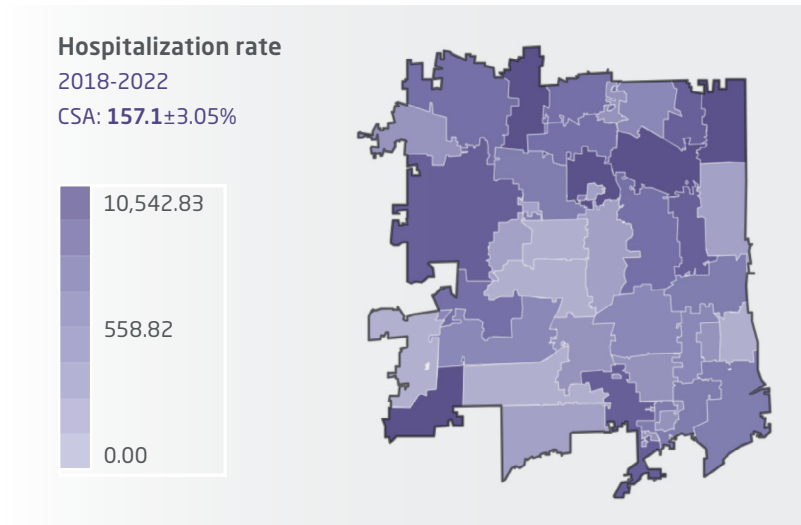 Hospitalization rate
2018-2022
CSA: 157.1±3.05%
10,542.83
558.82
0.00